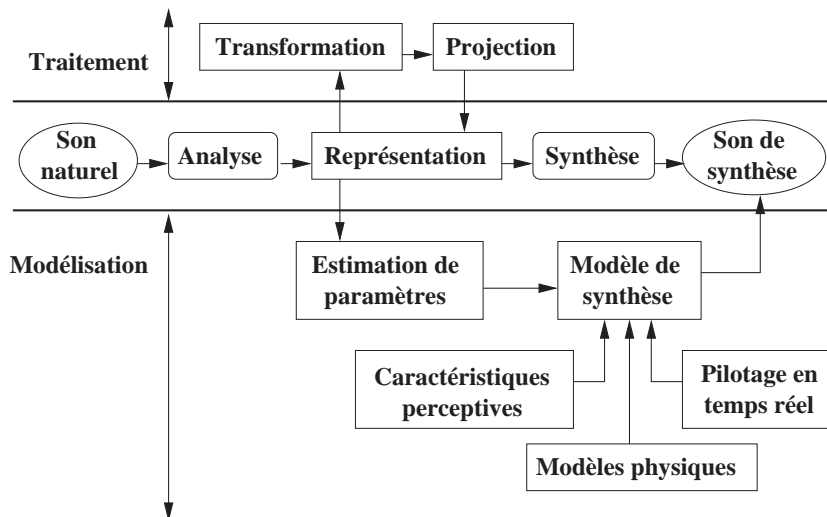 Transformation
Projection
Traitement
Son
naturel
Analyse
Représentation
Synthèse
Son de
synthèse
Modélisation
Estimation de
paramètres
Modèle de
synthèse
Caractéristiques
perceptives
Pilotage en
temps réel
Modèles physiques